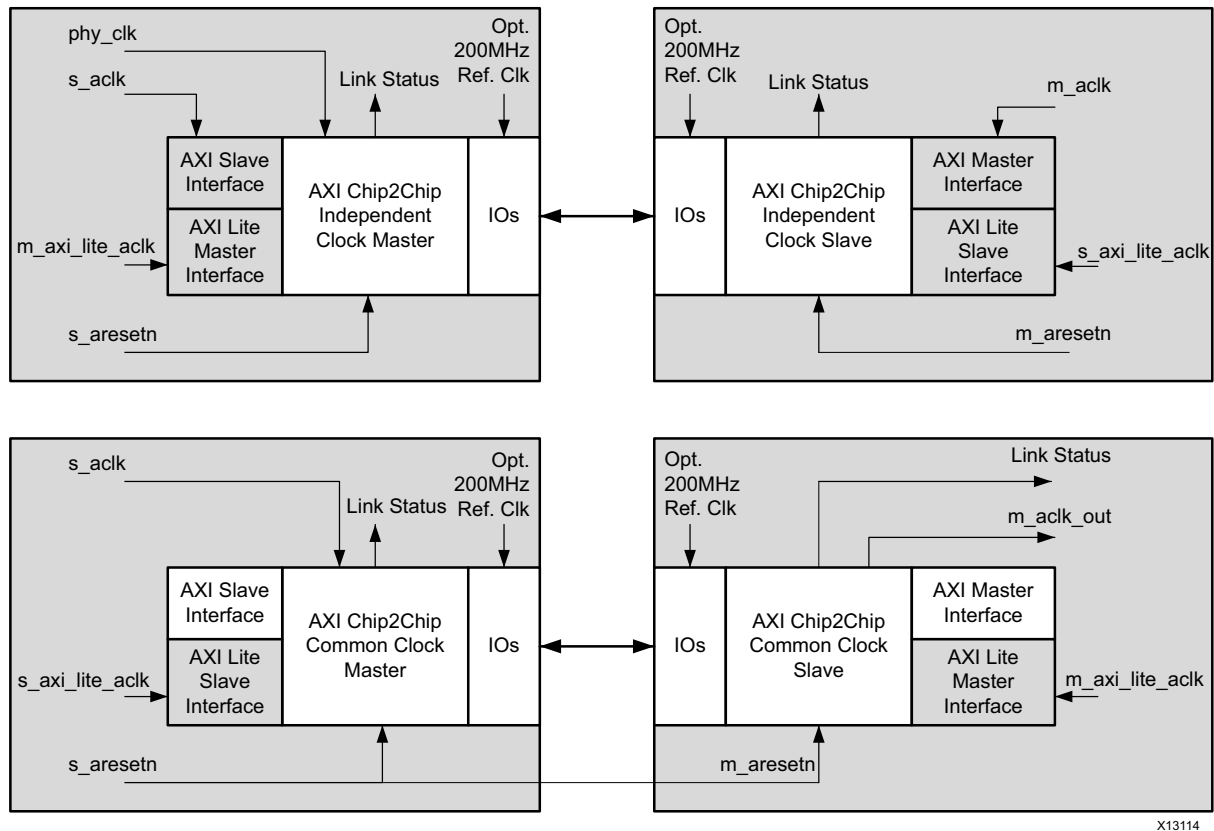 phy_clk
s_aclk
Link Status
Opt.
200MHz
Ref. Clk
AXI Slave
Interface
AXI Lite
Master
Interface
AXI Chip2Chip
Independent
Clock Master
IOs
m_axi_lite_aclk
s_aresetn
Opt.
200MHz
Ref. Clk
Link Status
m_aclk
IOs
AXI Chip2Chip
Independent
Clock Slave
AXI Master
Interface
AXI Lite
Slave
Interface
s_axi_lite_aclk
m_aresetn
s_aclk
Link Status
Opt.
200MHz
Ref. Clk
AXI Slave
Interface
AXI Lite
Slave
Interface
AXI Chip2Chip
Common Clock
Master
IOs
s_axi_lite_aclk
s_aresetn
Opt.
200MHz
Ref. Clk
Link Status
m_aclk_out
IOs
AXI Chip2Chip
Common Clock
Slave
AXI Master
Interface
AXI Lite
Master
Interface
m_axi_lite_aclk
m_aresetn
X13114